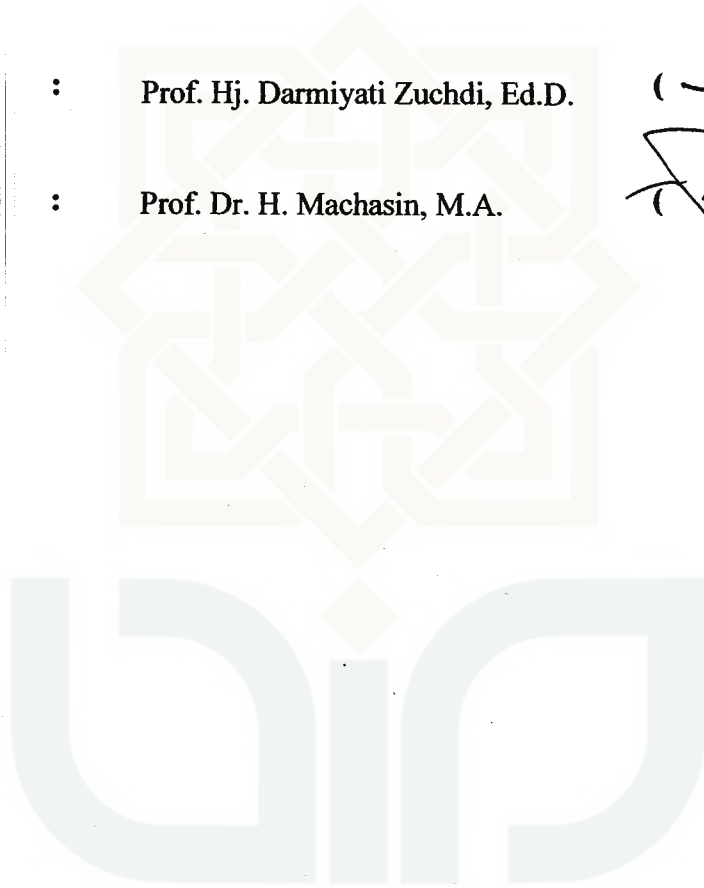 : Prof. Hj. Darmiyati Zuchdi, Ed.D. (
: Prof. Dr. H. Machasin, M.A. (